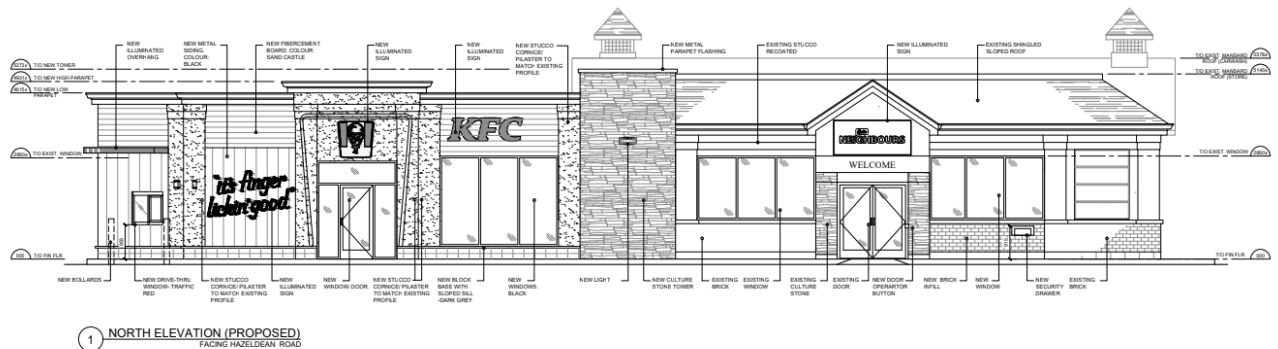 NEW
ILLUMINATED
OVERHANG
NEW METAL
SIDING.
COLOUR:
BLACK
NEW FIBERCEMENT
BOARD. COLOUR:
SAND CASTLE
NEW
ILLUMINATED
SIGN
NEW
ILLUMINATED
SIGN
NEW STUCCO
CORNICE/
PILASTER TO
MATCH EXISTING
PROFILE
NEW METAL
PARAPET FLASHING
EXISTING STUCCO
RECOATED
NEW ILLUMINATED SIGN
EXISTING SHINGLED
SLOPED ROOF
T/O NEW TOWER
T/O NEW HIGH PARAPET
T/O NEW LOW
PARAPET
T/O EXIST. WINDOW
000 T/O FIN FLR.
T/O EXIST. MANSARD
ROOF (CARWASH)
T/O EXIST. MANSARD
ROOF (STORE)
T/O EXIST. WINDOW
T/O FIN FLR. 000
KFC
"it's finger
lickin' good."
NEIGHBOURS
WELCOME
NEW BOLLARDS
NEW DRIVE-THRU
WINDOW- TRAFFIC
RED
NEW STUCCO
CORNICE/ PILASTER
TO MATCH EXISTING
PROFILE
NEW
ILLUMINATED
SIGN
NEW
WINDOW/ DOOR.
NEW STUCCO
CORNICE/ PILASTER
TO MATCH EXISTING
PROFILE
NEW BLOCK
BASE WITH
SLOPED SILL
-DARK GREY
NEW
WINDOWS.
BLACK
NEW LIGHT
NEW CULTURE
STONE TOWER
EXISTING
BRICK
EXISTING
WINDOW
EXISTING
CULTURE
STONE
EXISTING
DOOR
NEW DOOR
OPERARTOR
BUTTON
NEW BRICK
INFILL
NEW
WINDOW
NEW
SECURITY
DRAWER
EXISTING
BRICK
1 NORTH ELEVATION (PROPOSED)
FACING HAZELDEAN ROAD